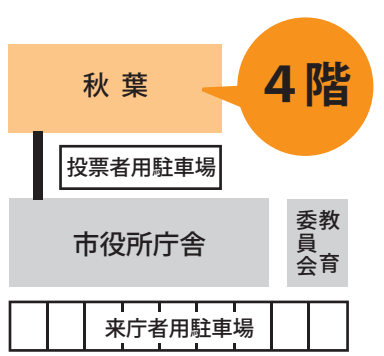 4階
秋葉
投票者用駐車場
市役所庁舎
教育
委員会
来庁者用駐車場